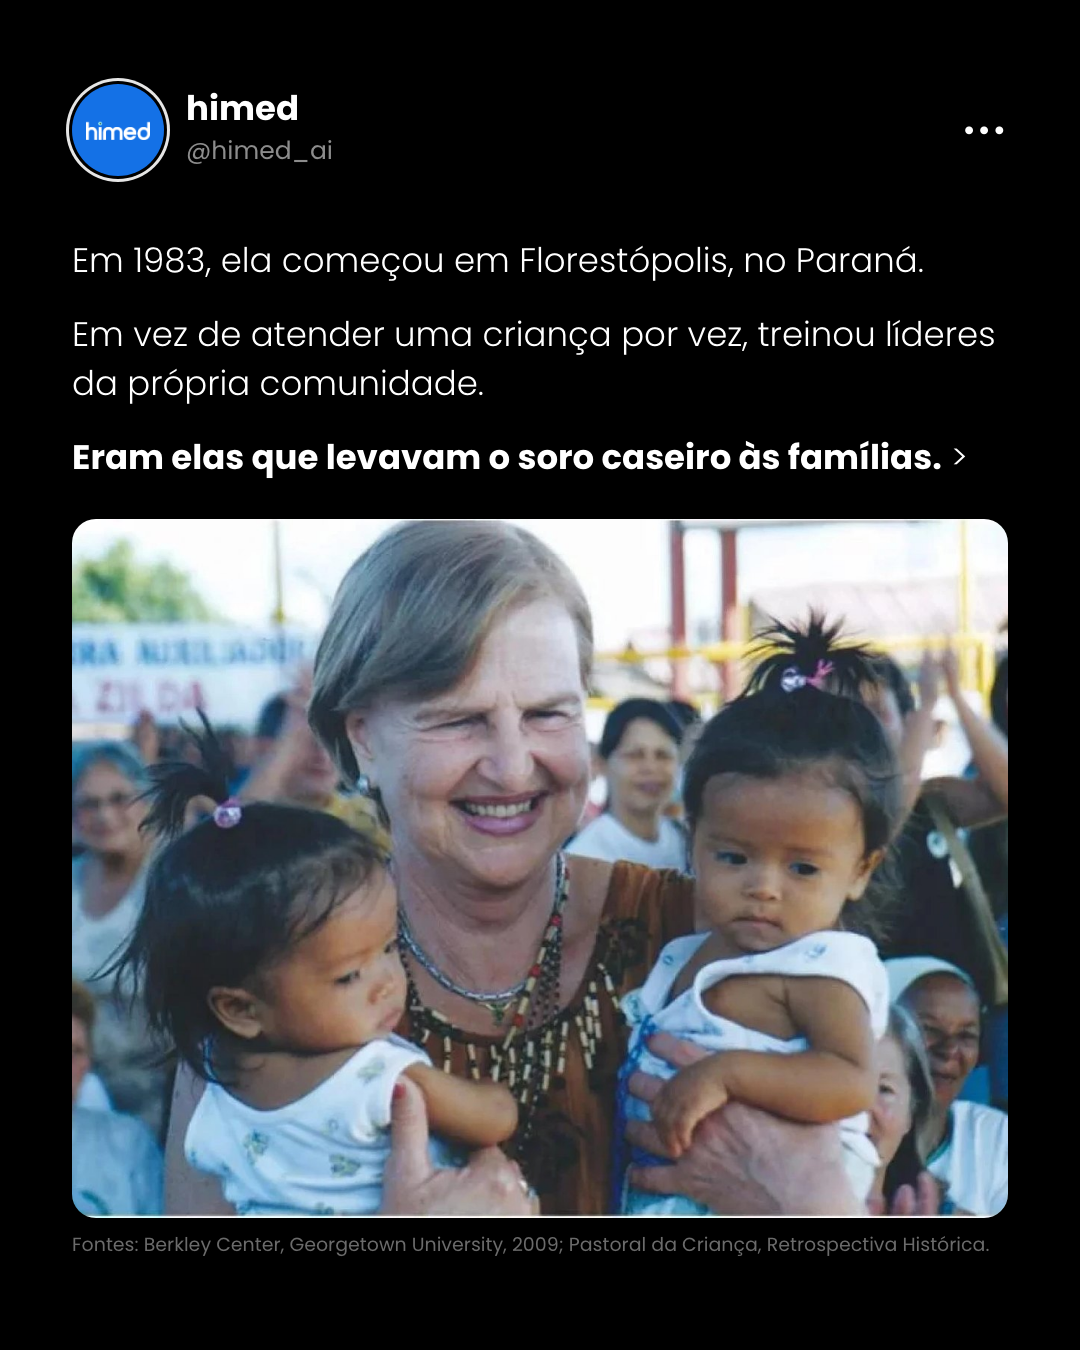 himed
himed
@himed_ai
Em 1983, ela começou em Florestópolis, no Paraná.
Em vez de atender uma criança por vez, treinou líderes
da própria comunidade.
Eram elas que levavam o soro caseiro às famílias. >
RA AUXILIADOR
ZILDA
Fontes: Berkley Center, Georgetown University, 2009; Pastoral da Criança, Retrospectiva Histórica.